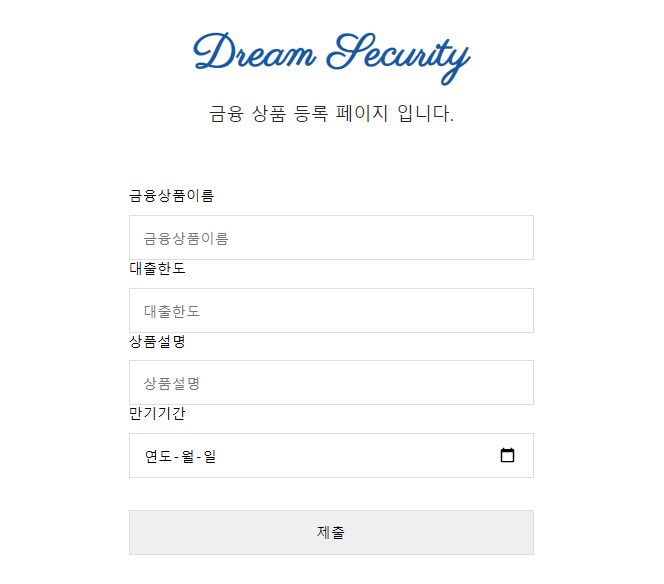 Dream Security
금융 상품 등록 페이지 입니다.
금융상품이름
금융상품이름
대출한도
대출한도
상품설명
상품설명
만기기간
연도-월-일
제출